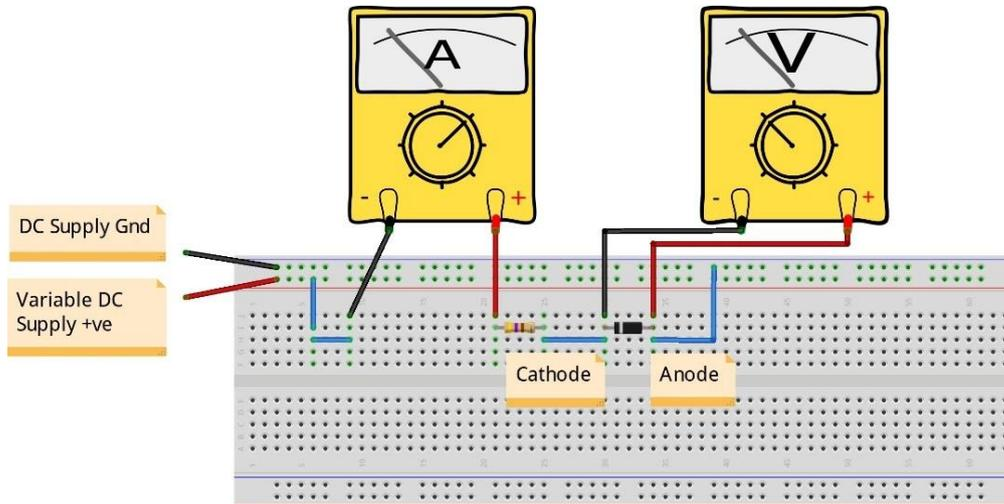 A
V
- +
- +
DC Supply Gnd
Variable DC
Supply +ve
Cathode
Anode